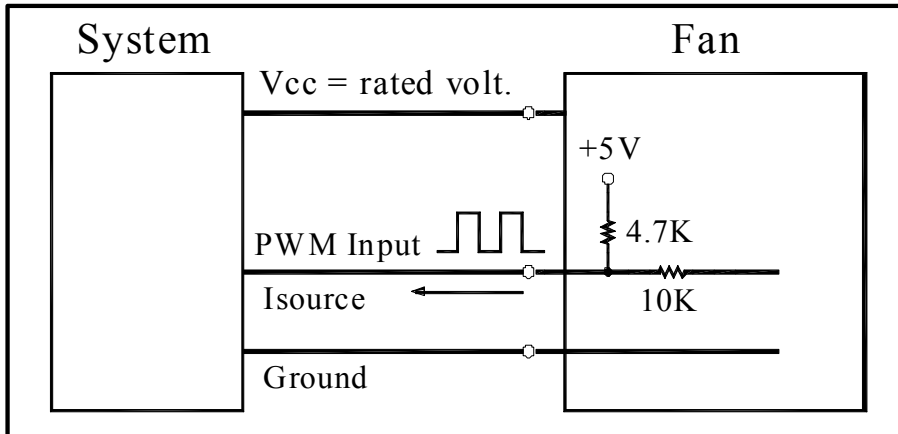 System
Fan
Vcc = rated volt.
+5V
4.7K
PWM Input
Isource
10K
Ground